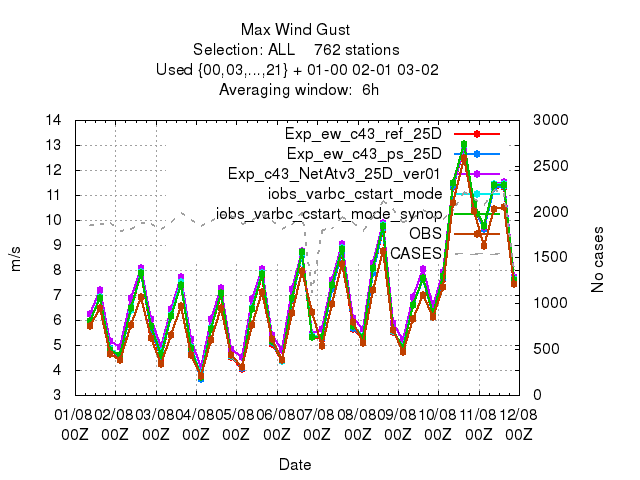 Max Wind Gust
Selection: ALL 762 stations
Used {00,03,...,21} + 01-00 02-01 03-02
Averaging window: 6h
14
13
12
11
10
9
8
7
6
5
4
3
m/s
3000
2500
2000
1500
1000
500
0
No cases
Exp_ew_c43_ref_25D
Exp_ew_c43_ps_25D
Exp_c43_NetAtv3_25D_ver01
iobs_varbc_cstart_mode
iobs_varbc_cstart_mode_synop
OBS
CASES
01/08 02/08 03/08 04/08 05/08 06/08 07/08 08/08 09/08 10/08 11/08 12/08
00Z 00Z 00Z 00Z 00Z 00Z 00Z 00Z 00Z 00Z 00Z 00Z
Date